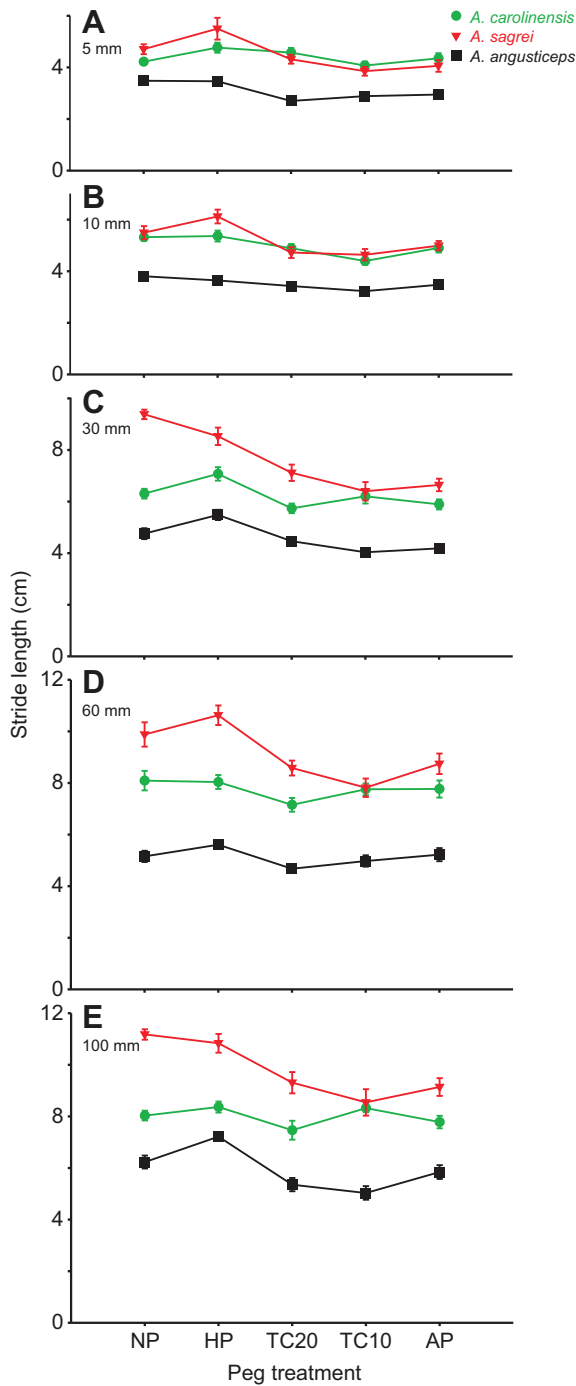 A
5 mm
A. carolinensis
A. sagrei
A. angusticeps
4
0
B
10 mm
4
0
C
30 mm
8
4
0
D
60 mm
12
8
4
0
E
100 mm
12
8
4
0
Stride length (cm)
NP HP TC20 TC10 AP
Peg treatment